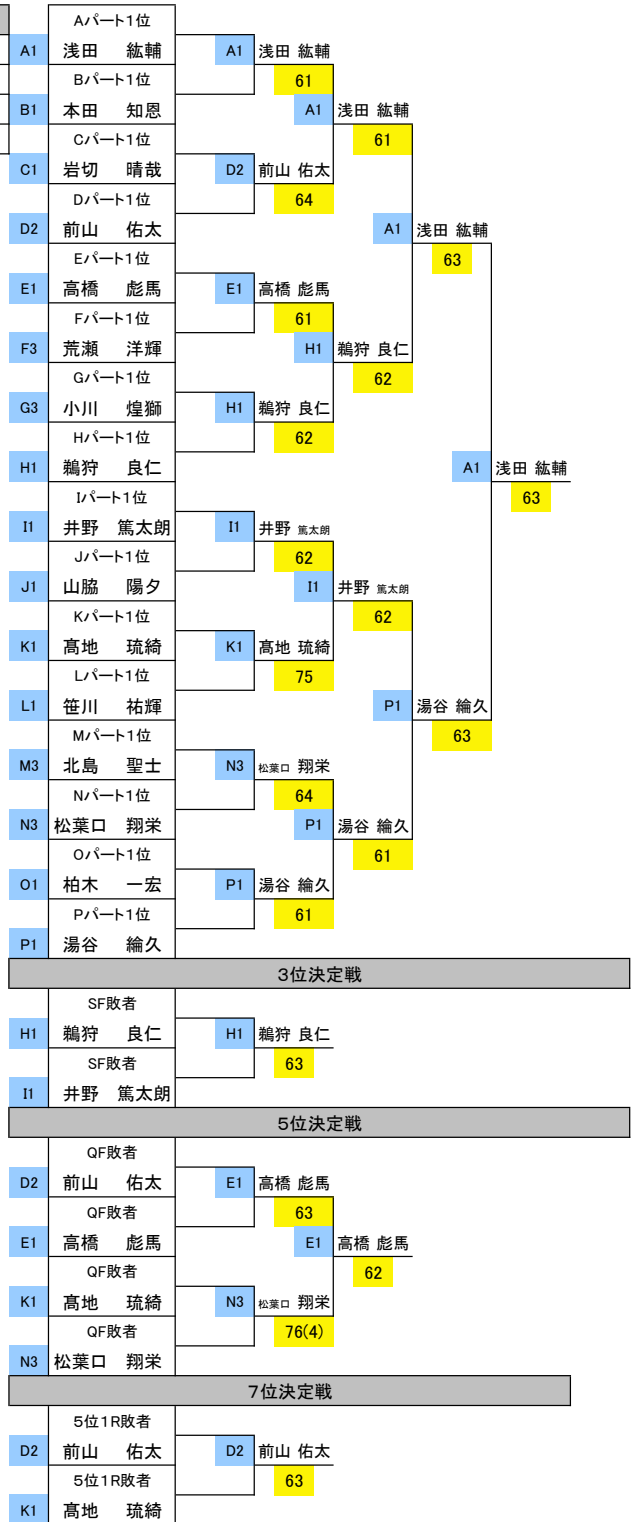 Aパート1位
A1 浅田 紘輔 A1 浅田 紘輔
Bパート1位 61
B1 本田 知恩 A1 浅田 紘輔
Cパート1位 61
C1 岩切 晴哉 D2 前山 佑太
Dパート1位 64
D2 前山 佑太 A1 浅田 紘輔
Eパート1位 63
E1 高橋 彪馬 E1 高橋 彪馬
Fパート1位 61
F3 荒瀬 洋輝 H1 鵜狩 良仁
Gパート1位 62
G3 小川 煌獅 H1 鵜狩 良仁
Hパート1位 62
H1 鵜狩 良仁 A1 浅田 紘輔
Iパート1位 63
I1 井野 篤太朗 I1 井野 篤太朗
Jパート1位 62
J1 山脇 陽夕 I1 井野 篤太朗
Kパート1位 62
K1 髙地 琉綺 K1 髙地 琉綺
Lパート1位 75
L1 笹川 祐輝 P1 湯谷 綸久
Mパート1位 63
M3 北島 聖士 N3 松葉口 翔栄
Nパート1位 64
N3 松葉口 翔栄 P1 湯谷 綸久
Oパート1位 61
O1 柏木 一宏 P1 湯谷 綸久
Pパート1位 61
P1 湯谷 綸久
3位決定戦
SF敗者
H1 鵜狩 良仁 H1 鵜狩 良仁
SF敗者 63
I1 井野 篤太朗
5位決定戦
QF敗者
D2 前山 佑太 E1 高橋 彪馬
QF敗者 63
E1 高橋 彪馬 E1 高橋 彪馬
QF敗者 62
K1 髙地 琉綺 N3 松葉口 翔栄
QF敗者 76(4)
N3 松葉口 翔栄
7位決定戦
5位1R敗者
D2 前山 佑太 D2 前山 佑太
5位1R敗者 63
K1 髙地 琉綺